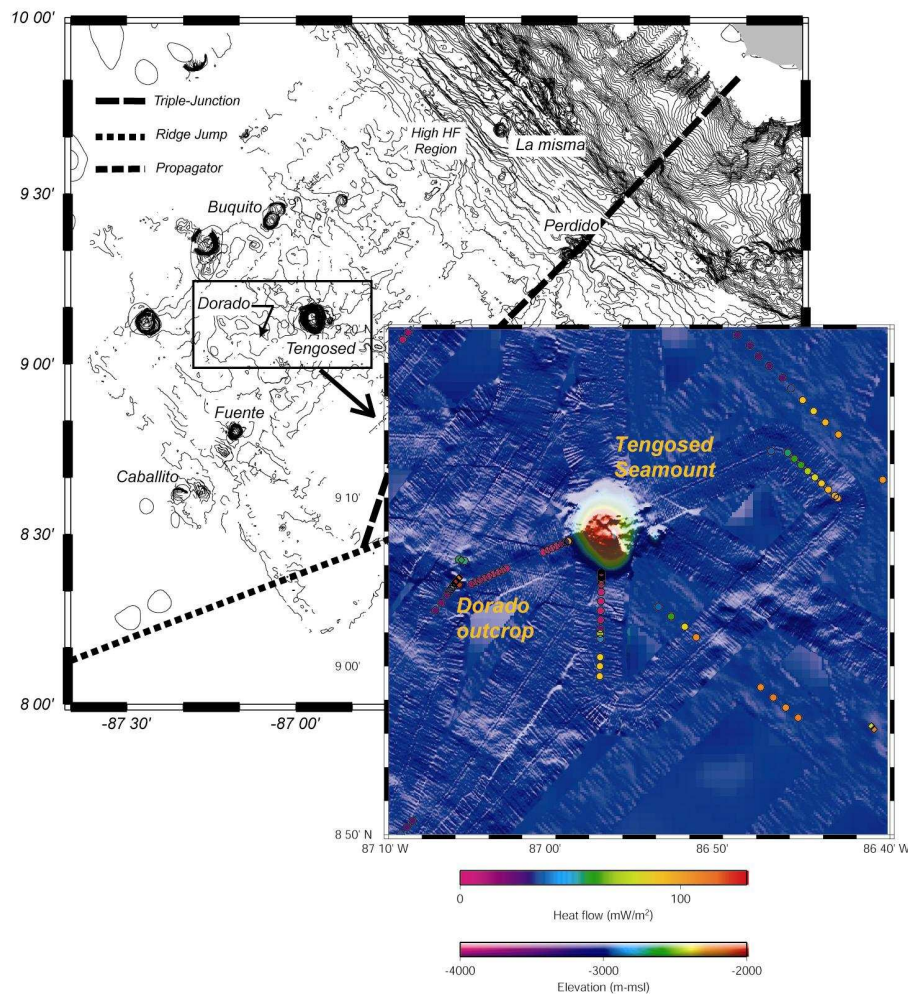 10 00'
Triple-Junction
Ridge Jump
Propagator
High HF
Region
La misma
9 30'
Buquito
Perdido
Dorado
9 20 N
Tengosed
9 00'
Fuente
Tengosed
Seamount
Caballito
9 10'
8 30'
Dorado
outcrop
9 00'
8 00'
-87 30'
-87 00'
8 50' N
87 10' W
87 00'
86 50'
86 40'
0
100
Heat flow (mW/m²)
-4000
-3000
-2000
Elevation (m-msl)